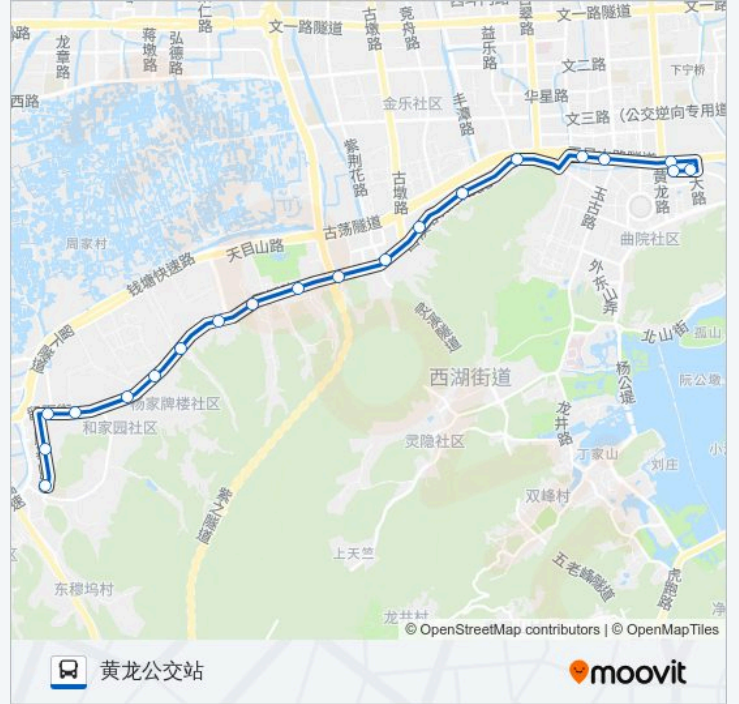 仁路
文一路隧道
古墩路
竞舟路
文一路隧道
文一路
龙章路
蒋墩路
弘德路
益乐路
文二路
下宁桥
西路
金乐社区
丰潭路
华星路
文三路（公交逆向专用道
紫荆花路
古墩路
玉古路
黄龙路
大路
周家村
古荡隧道
天目山路
曲院社区
钱塘快速路
外东山弄
北山街
孤山
西湖街道
杨公堤
阮公墩
杨家牌楼社区
和家园社区
灵隐社区
龙井路
丁家山
刘庄
双峰村
紫之隧道
上天竺
五老峰隧道
虎跑路
东穆坞村
龙井村
净
© OpenStreetMap contributors | © OpenMapTiles
黄龙公交站
moovit